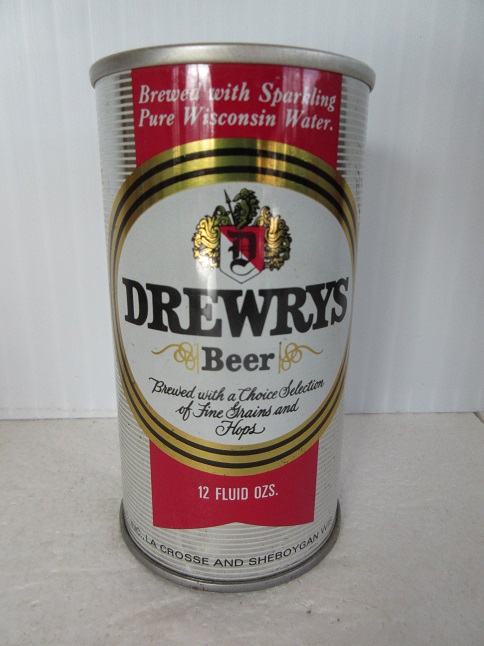 Brewed with Sparkling
Pure Wisconsin Water.
D
DREWRYS
Beer
Brewed with a Choice Selection
of Fine Grains and
Hops
12 FLUID OZS.
LA CROSSE AND SHEBOYGAN